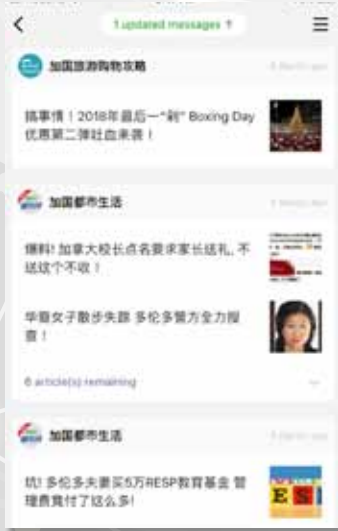 1 updated messages
加国旅游购物攻略
搞事情！2018年最后一“剁” Boxing Day
优惠第二弹吐血来袭！
加国都市生活
爆料! 加拿大校长点名要求家长送礼, 不
送这个不收！
华裔女子散步失踪 多伦多警方全力搜
查！
6 article(s) remaining
加国都市生活
坑! 多伦多夫妻买5万RESP教育基金 管
理费竟付了这么多!
ESI